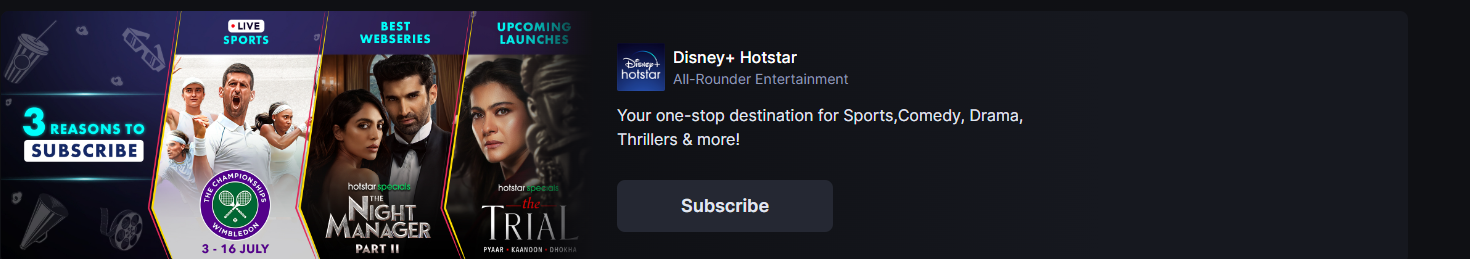 3 REASONS TO
SUBSCRIBE
LIVE
SPORTS
THE CHAMPIONSHIPS
WIMBLEDON
3 - 16 JULY
BEST
WEBSERIES
hotstar specials
THE
NIGHT
MANAGER
PART II
UPCOMING
LAUNCHES
hotstar specials
the
TRIAL
PYAAR • KAANOON • DHOKHA
Disney+
hotstar
Disney+ Hotstar
All-Rounder Entertainment
Your one-stop destination for Sports,Comedy, Drama,
Thrillers & more!
Subscribe